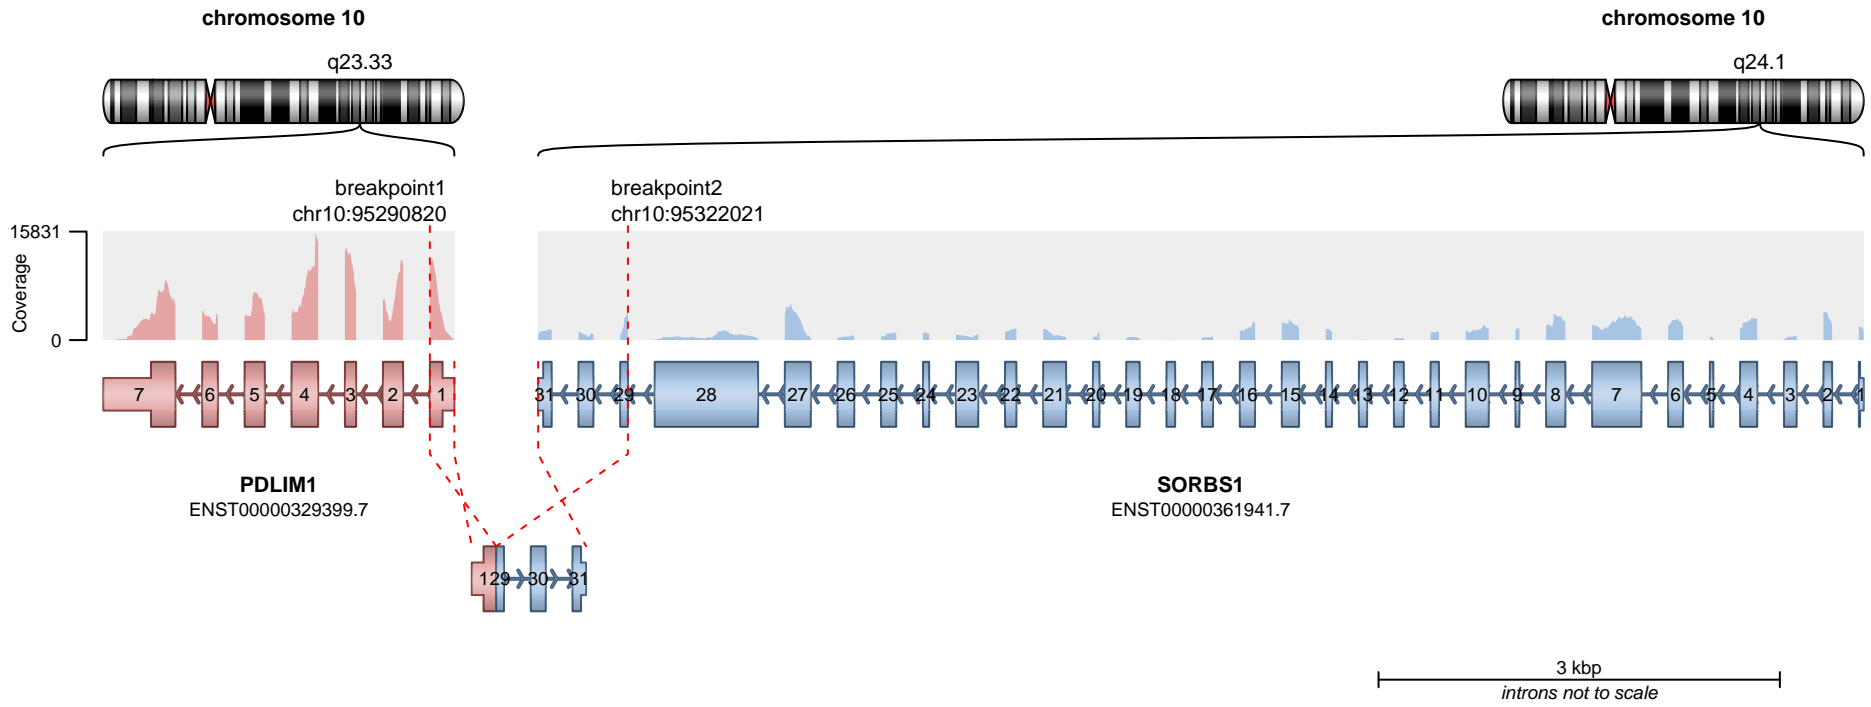 chromosome 10
chromosome 10
q23.33
q24.1
breakpoint1
chr10:95290820
breakpoint2
chr10:95322021
15831
Coverage
0
7 6 5 4 3 2 1
31 30 29 28 27 26 25 24 23 22 21 20 19 18 17 16 15 14 13 12 11 10 9 8 7 6 5 4 3 2 1
PDLIM1
ENST00000329399.7
SORBS1
ENST00000361941.7
1 29 30 31
3 kbp
introns not to scale